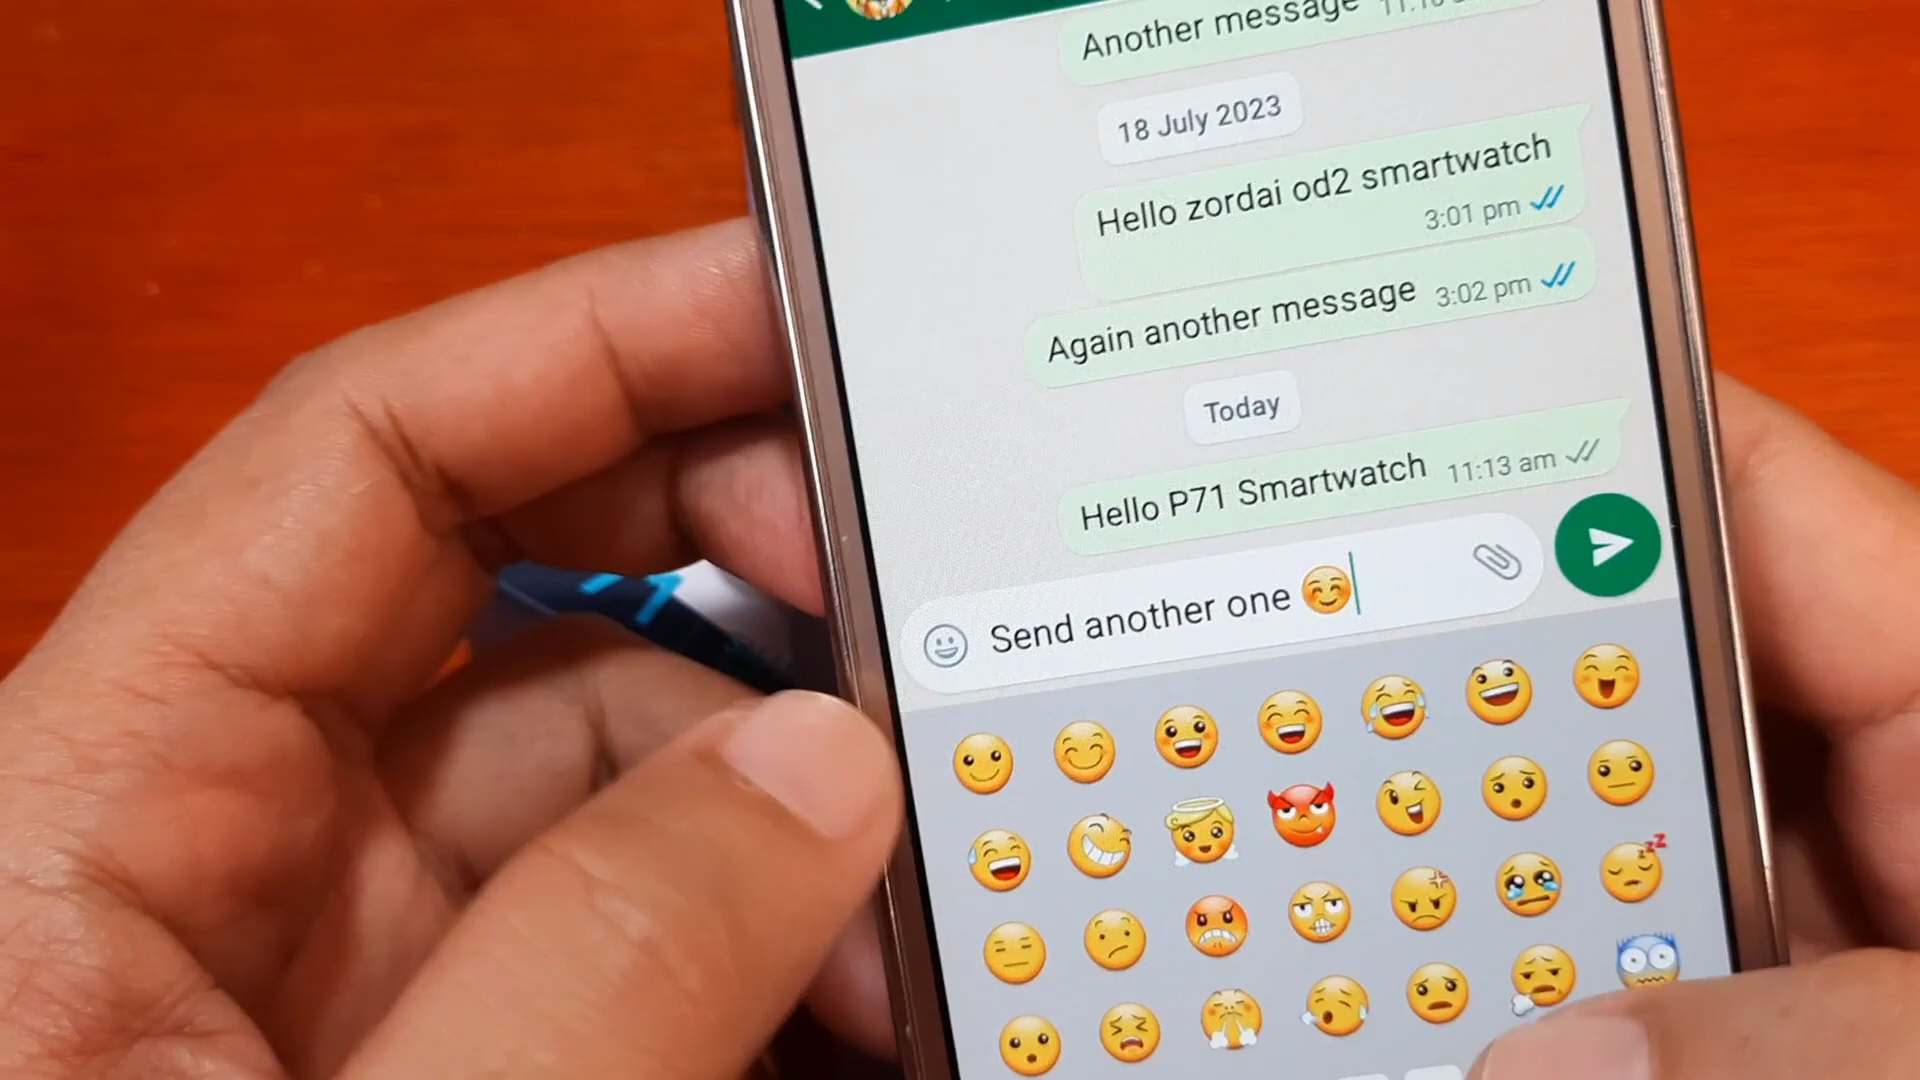 Another message
18 July 2023
Hello zordai od2 smartwatch
3:01 pm
Again another message 3:02 pm
Today
Hello P71 Smartwatch 11:13 am
Send another one 😊